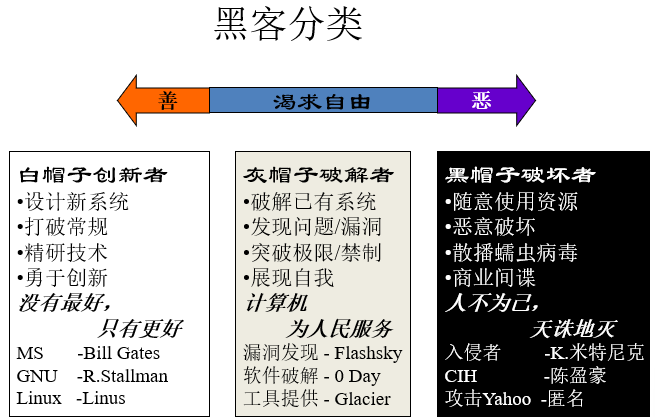 黑客分类
善 渴求自由 恶
白帽子创新者
•设计新系统
•打破常规
•精研技术
•勇于创新
没有最好，
只有更好
MS -Bill Gates
GNU -R.Stallman
Linux -Linus
灰帽子破解者
•破解已有系统
•发现问题/漏洞
•突破极限/禁制
•展现自我
计算机
为人民服务
漏洞发现 - Flashsky
软件破解 - 0 Day
工具提供 - Glacier
黑帽子破坏者
•随意使用资源
•恶意破坏
•散播蠕虫病毒
•商业间谍
人不为己，
天诛地灭
入侵者 -K.米特尼克
CIH -陈盈豪
攻击Yahoo -匿名